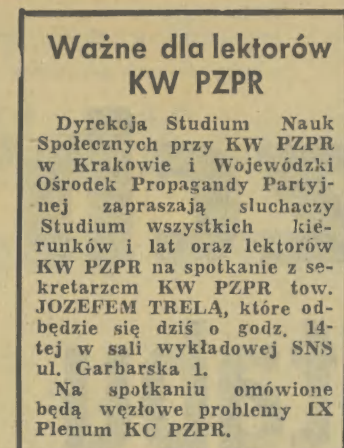 Ważne dla lektorów
KW PZPR
Dyrekcja Studium Nauk
Społecznych przy KW PZPR
w Krakowie i Wojewódzki
Ośrodek Propagandy Partyj-
nej zapraszają słuchaczy
Studium wszystkich kie-
runków i lat oraz lektorów
KW PZPR na spotkanie z se-
kretarzem KW PZPR tow.
JOZEFEM TRELĄ, które od-
będzie się dziś o godz. 14-
tej w sali wykładowej SNS
ul. Garbarska 1.
Na spotkaniu omówione
będą węzłowe problemy IX
Plenum KC PZPR.